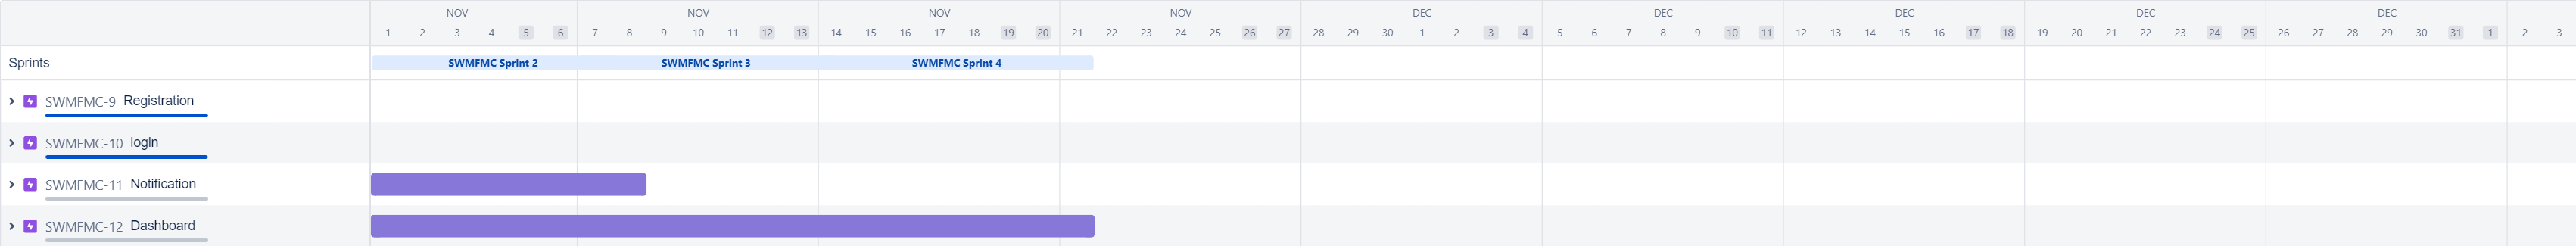 NOV NOV NOV NOV DEC DEC DEC DEC DEC
1 2 3 4 5 6 7 8 9 10 11 12 13 14 15 16 17 18 19 20 21 22 23 24 25 26 27 28 29 30 1 2 3 4 5 6 7 8 9 10 11 12 13 14 15 16 17 18 19 20 21 22 23 24 25 26 27 28 29 30 31 1 2 3
Sprints SWMFMC Sprint 2 SWMFMC Sprint 3 SWMFMC Sprint 4
SWMFMC-9 Registration
SWMFMC-10 login
SWMFMC-11 Notification
SWMFMC-12 Dashboard